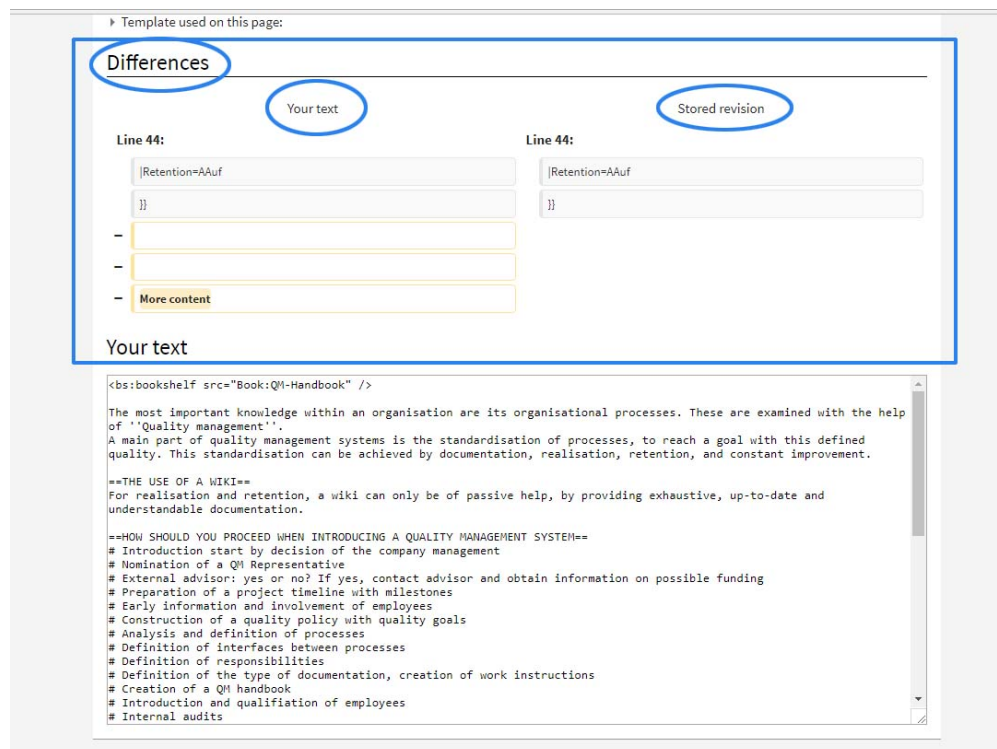 Template used on this page:
Differences
Your text Stored revision
Line 44: Line 44:
|Retention=AAuf |Retention=AAuf
}} }}
−
−
− More content
Your text
<bs:bookshelf src="Book:QM-Handbook" />
The most important knowledge within an organisation are its organisational processes. These are examined with the help
of ''Quality management''.
A main part of quality management systems is the standardisation of processes, to reach a goal with this defined
quality. This standardisation can be achieved by documentation, realisation, retention, and constant improvement.
==THE USE OF A WIKI==
For realisation and retention, a wiki can only be of passive help, by providing exhaustive, up-to-date and
understandable documentation.
==HOW SHOULD YOU PROCEED WHEN INTRODUCING A QUALITY MANAGEMENT SYSTEM==
# Introduction start by decision of the company management
# Nomination of a QM Representative
# External advisor: yes or no? If yes, contact advisor and obtain information on possible funding
# Preparation of a project timeline with milestones
# Early information and involvement of employees
# Construction of a quality policy with quality goals
# Analysis and definition of processes
# Definition of interfaces between processes
# Definition of responsibilities
# Definition of the type of documentation, creation of work instructions
# Creation of a QM handbook
# Introduction and qualifiation of employees
# Internal audits